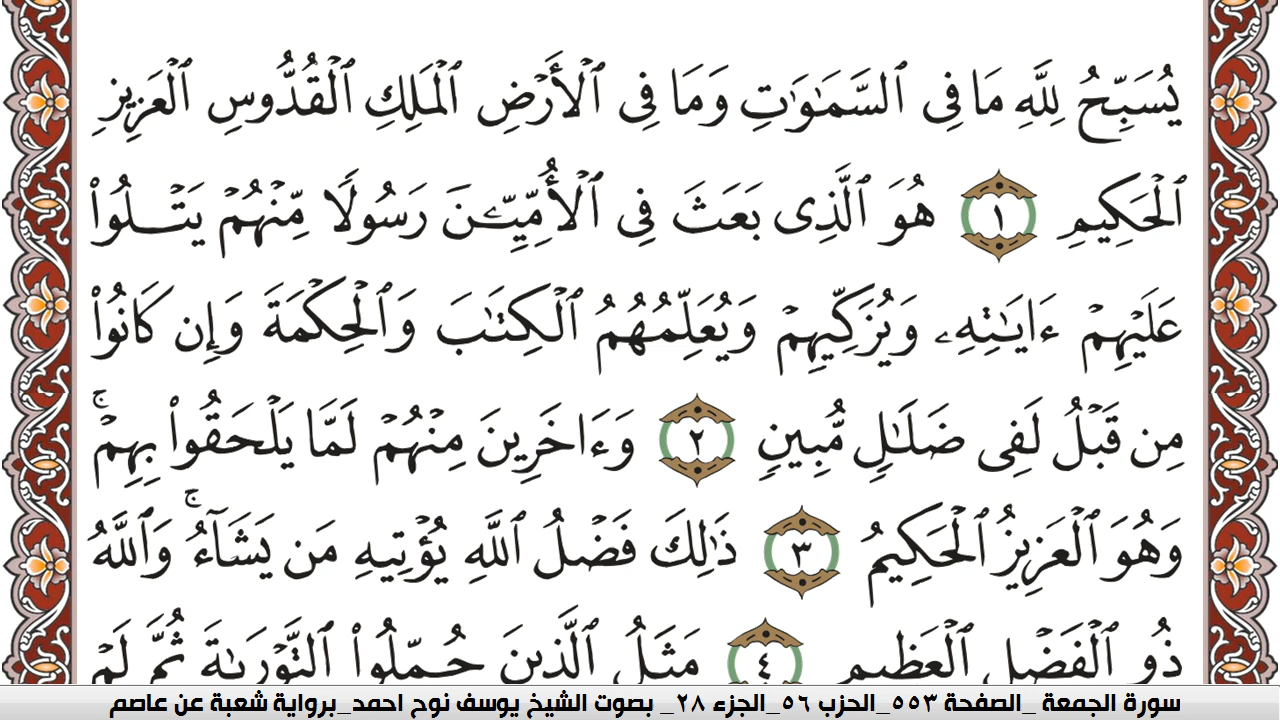 يُسَبِّحُ لِلَّهِ مَا فِى ٱلسَّمَٰوَٰتِ وَمَا فِى ٱلْأَرْضِ ٱلْمَلِكِ ٱلْقُدُّوسِ ٱلْعَزِيزِ
ٱلْحَكِيمِ ١ هُوَ ٱلَّذِى بَعَثَ فِى ٱلْأُمِّيِّـۧنَ رَسُولًا مِّنْهُمْ يَتْلُوا۟
عَلَيْهِمْ ءَايَٰتِهِۦ وَيُزَكِّيهِمْ وَيُعَلِّمُهُمُ ٱلْكِتَٰبَ وَٱلْحِكْمَةَ وَإِن كَانُوا۟
مِن قَبْلُ لَفِى ضَلَٰلٍ مُّبِينٍ ٢ وَءَاخَرِينَ مِنْهُمْ لَمَّا يَلْحَقُوا۟ بِهِمْ ۚ
وَهُوَ ٱلْعَزِيزُ ٱلْحَكِيمُ ٣ ذَٰلِكَ فَضْلُ ٱللَّهِ يُؤْتِيهِ مَن يَشَآءُ ۚ وَٱللَّهُ
ذُو ٱلْفَضْلِ ٱلْعَظِيمِ ٤ مَثَلُ ٱلَّذِينَ حُمِّلُوا۟ ٱلتَّوْرَىٰةَ ثُمَّ لَمْ
سورة الجمعة _الصفحة ٥٥٣_الحزب ٥٦_الجزء ٢٨_ بصوت الشيخ يوسف نوح احمد_برواية شعبة عن عاصم